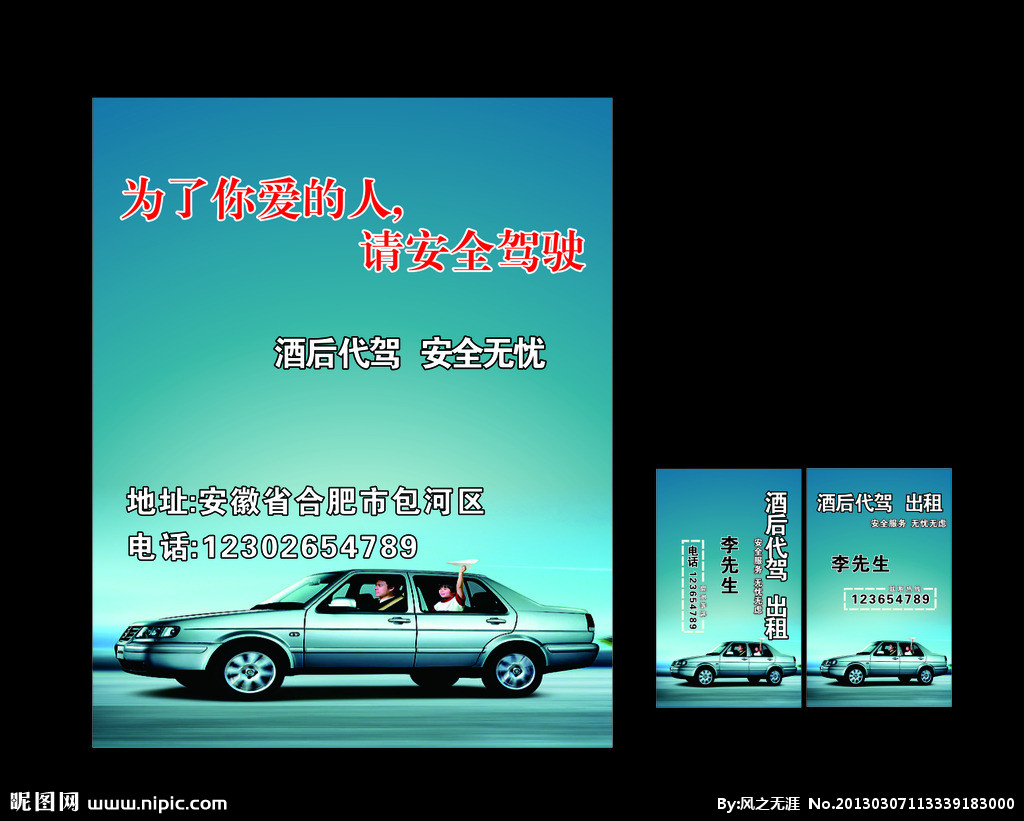 为了你爱的人,
请安全驾驶
酒后代驾 安全无忧
地址:安徽省合肥市包河区
电话:12302654789
酒后代驾 出租
安全服务 无忧无虑
李先生
电话 123654789
酒后代驾 出租
安全服务 无忧无虑
李先生
123654789
昵图网 www.nipic.com
By:风之无涯 No.20130307113339183000